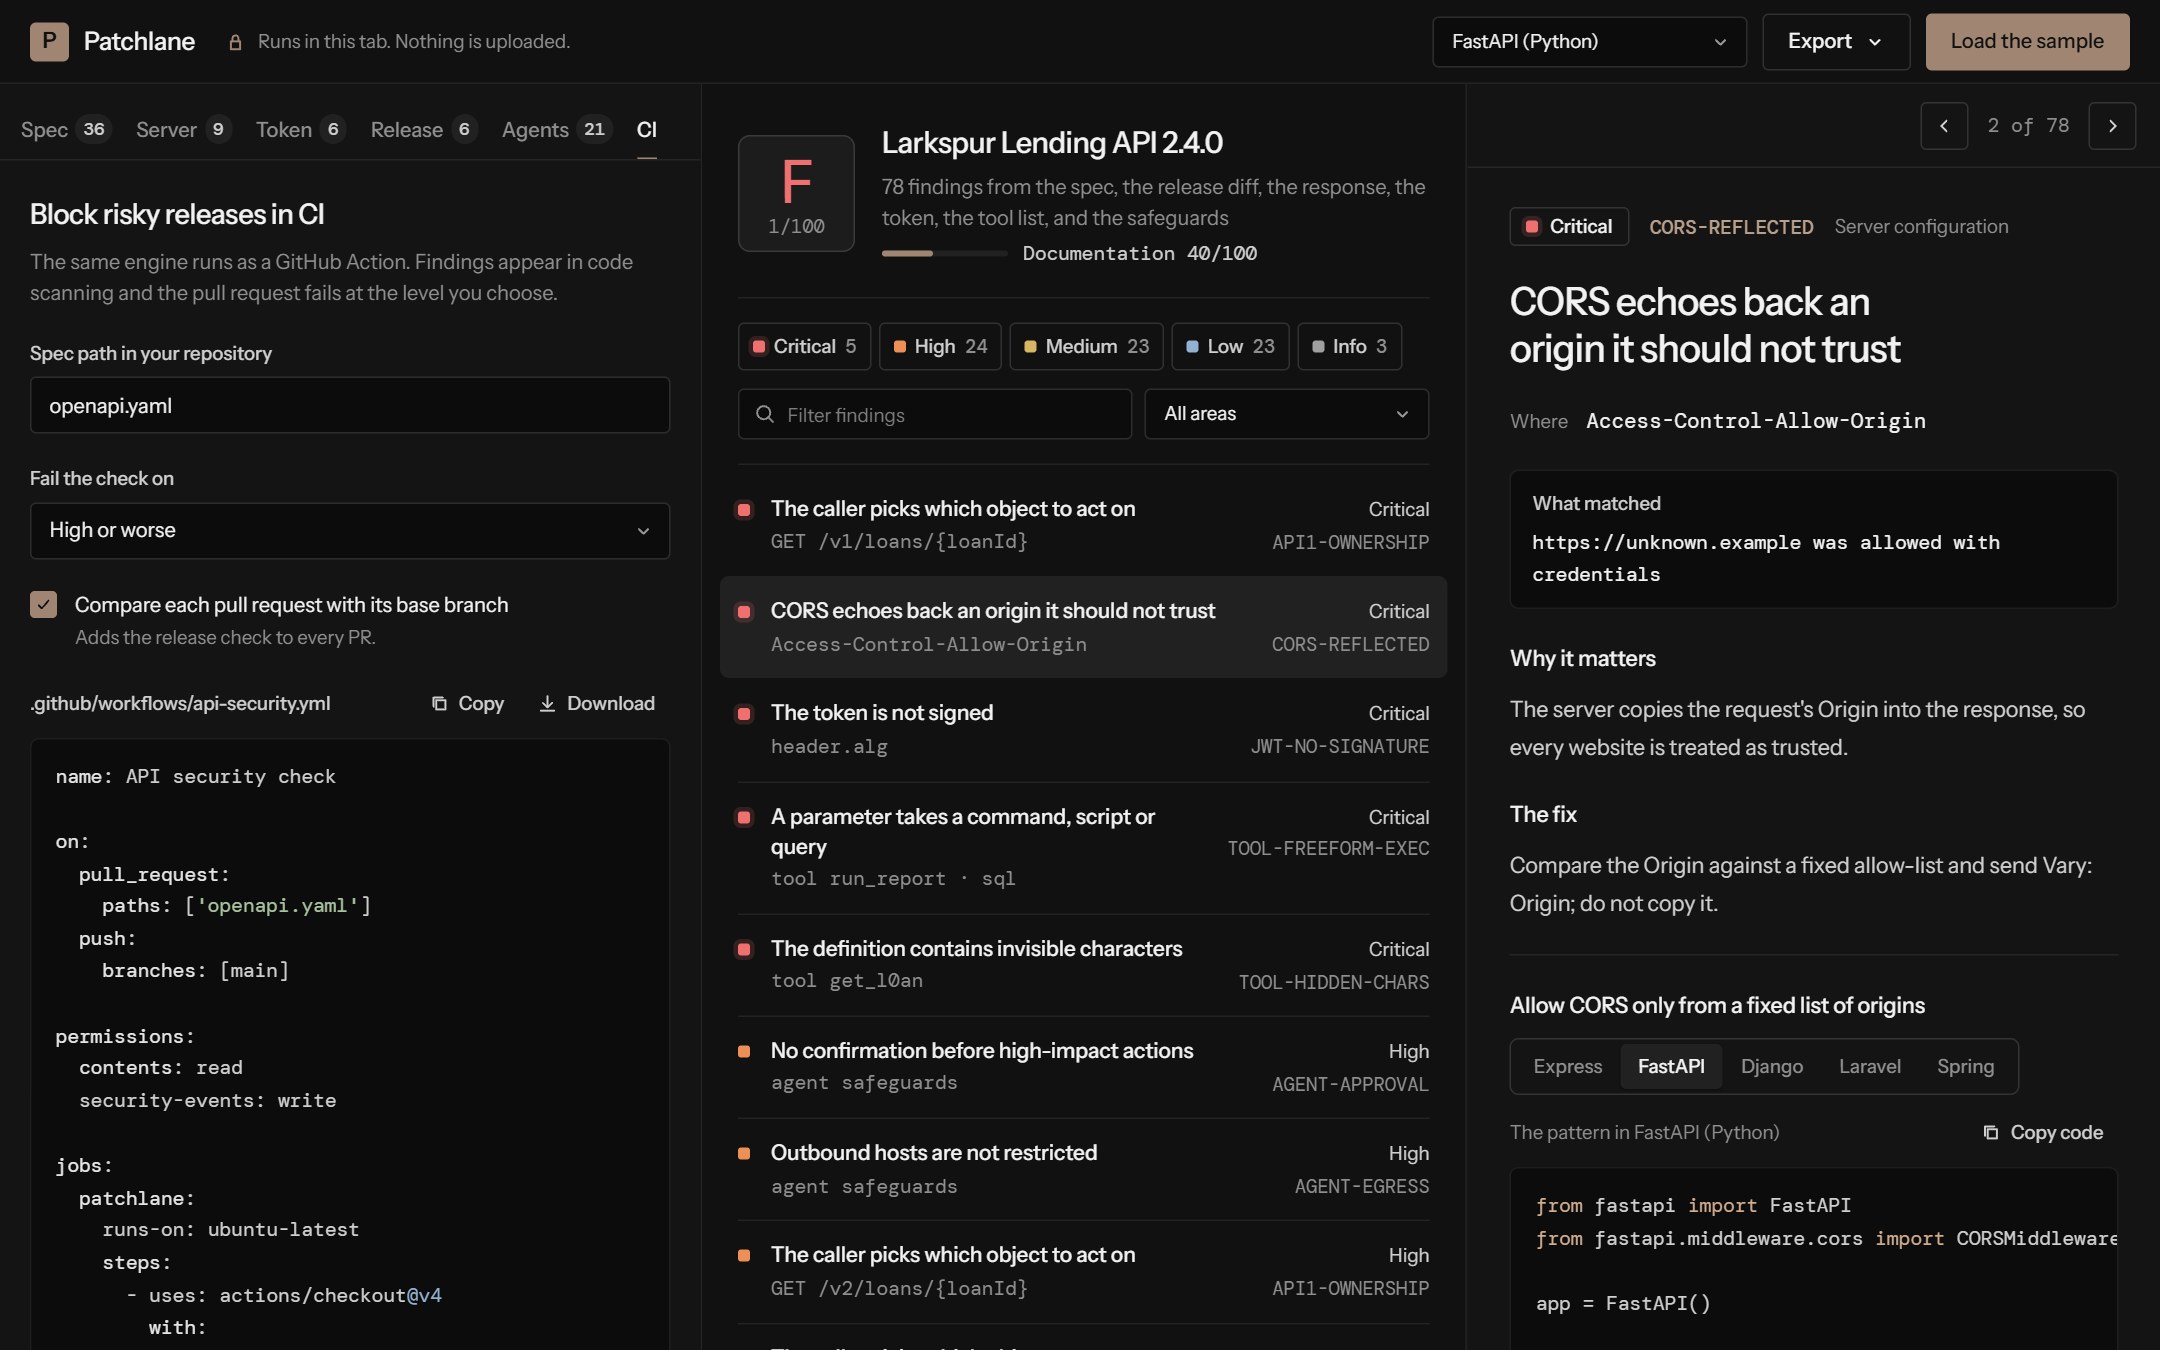 P Patchlane
Runs in this tab. Nothing is uploaded.
FastAPI (Python)
Export
Load the sample
Spec 36
Server 9
Token 6
Release 6
Agents 21
CI
Block risky releases in CI
The same engine runs as a GitHub Action. Findings appear in code
scanning and the pull request fails at the level you choose.
Spec path in your repository
openapi.yaml
Fail the check on
High or worse
Compare each pull request with its base branch
Adds the release check to every PR.
.github/workflows/api-security.yml
Copy
Download
name: API security check
on:
pull_request:
paths: ['openapi.yaml']
push:
branches: [main]
permissions:
contents: read
security-events: write
jobs:
patchlane:
runs-on: ubuntu-latest
steps:
- uses: actions/checkout@v4
with:
F
1/100
Larkspur Lending API 2.4.0
78 findings from the spec, the release diff, the response, the
token, the tool list, and the safeguards
Documentation 40/100
Critical 5
High 24
Medium 23
Low 23
Info 3
Filter findings
All areas
The caller picks which object to act on Critical
GET /v1/loans/{loanId} API1-OWNERSHIP
CORS echoes back an origin it should not trust Critical
Access-Control-Allow-Origin CORS-REFLECTED
The token is not signed Critical
header.alg JWT-NO-SIGNATURE
A parameter takes a command, script or Critical
query TOOL-FREEFORM-EXEC
tool run_report · sql
The definition contains invisible characters Critical
tool get_l0an TOOL-HIDDEN-CHARS
No confirmation before high-impact actions High
agent safeguards AGENT-APPROVAL
Outbound hosts are not restricted High
agent safeguards AGENT-EGRESS
The caller picks which object to act on High
GET /v2/loans/{loanId} API1-OWNERSHIP
2 of 78
Critical CORS-REFLECTED Server configuration
CORS echoes back an
origin it should not trust
Where Access-Control-Allow-Origin
What matched
https://unknown.example was allowed with
credentials
Why it matters
The server copies the request's Origin into the response, so
every website is treated as trusted.
The fix
Compare the Origin against a fixed allow-list and send Vary:
Origin; do not copy it.
Allow CORS only from a fixed list of origins
Express FastAPI Django Laravel Spring
The pattern in FastAPI (Python)
Copy code
from fastapi import FastAPI
from fastapi.middleware.cors import CORSMiddleware
app = FastAPI()